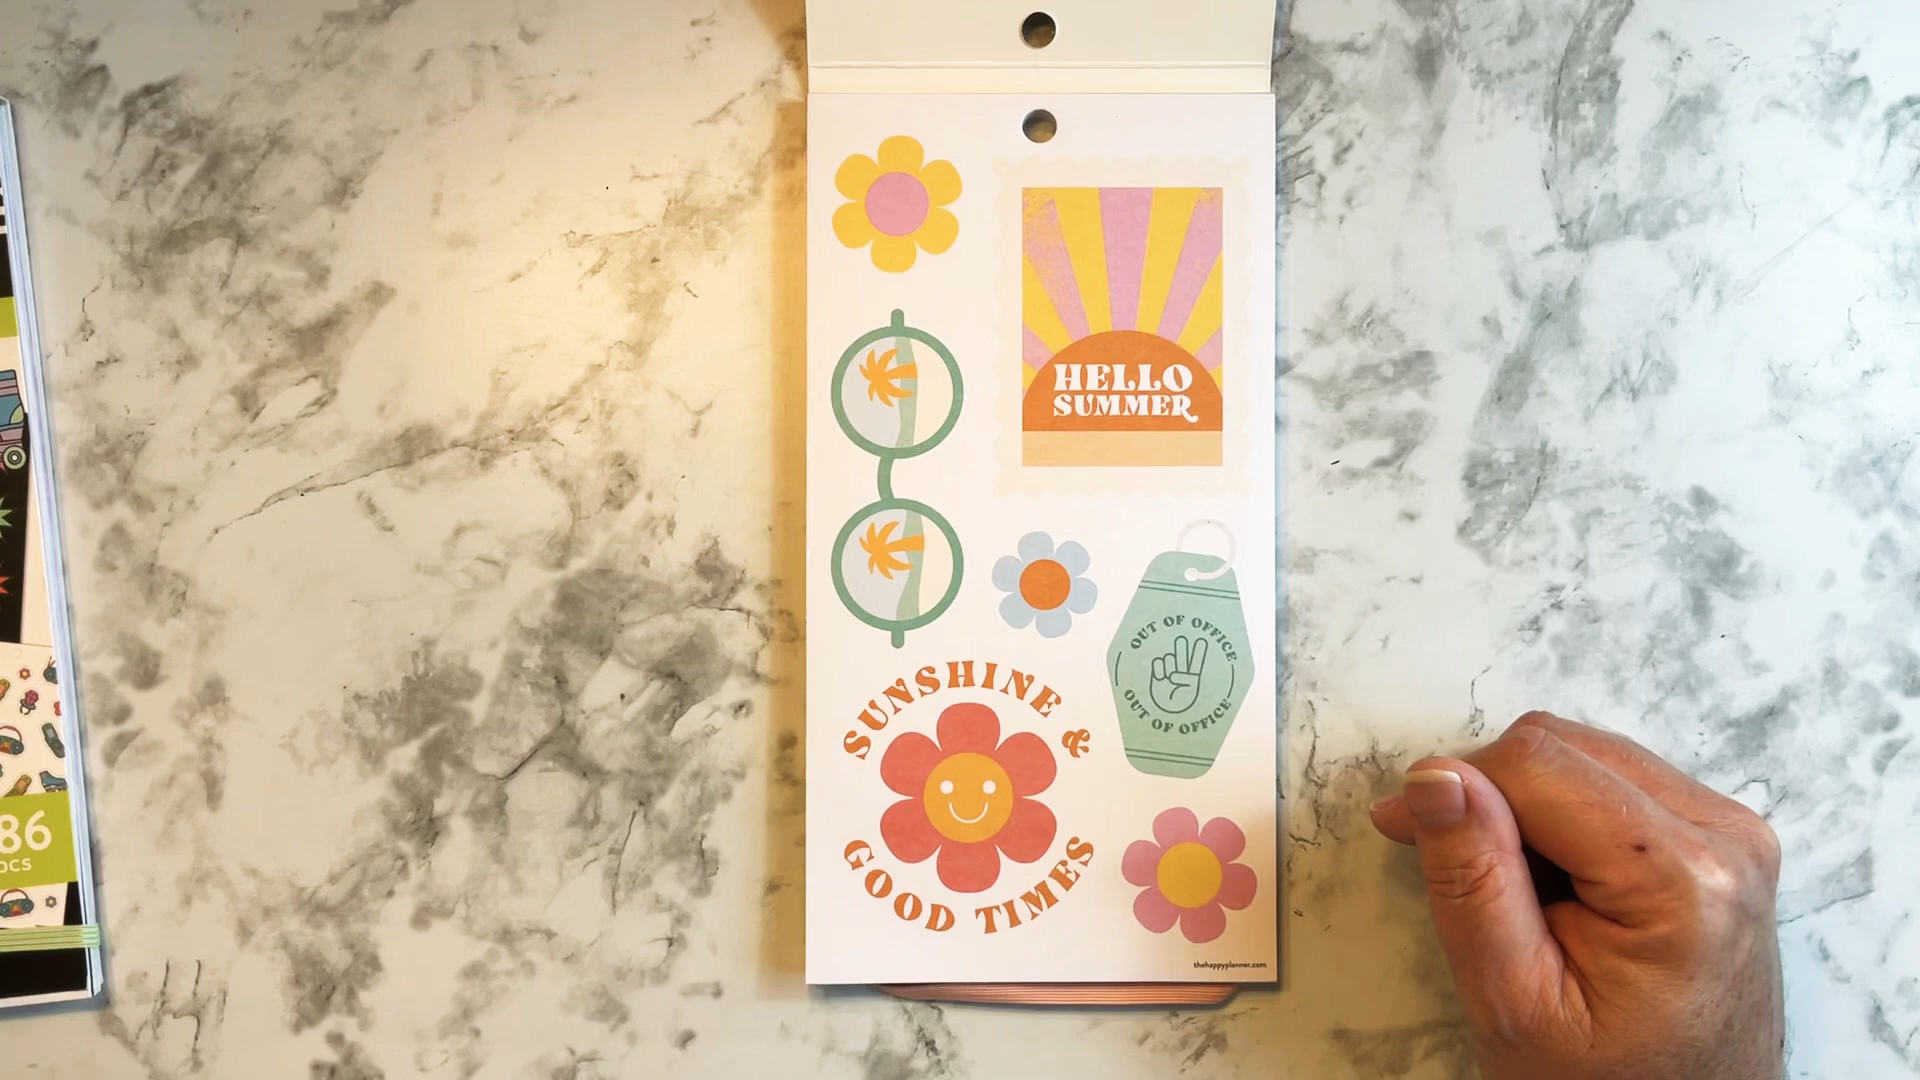 HELLO
SUMMER
OUT OF OFFICE
OUT OF OFFICE
SUNSHINE &
GOOD TIMES
thehappyplanner.com
86